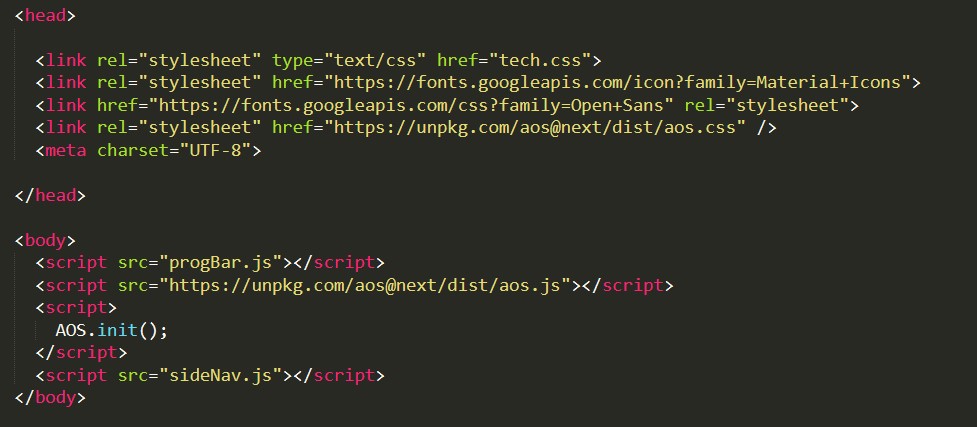 <head>
<link rel="stylesheet" type="text/css" href="tech.css">
<link rel="stylesheet" href="https://fonts.googleapis.com/icon?family=Material+Icons">
<link href="https://fonts.googleapis.com/css?family=Open+Sans" rel="stylesheet">
<link rel="stylesheet" href="https://unpkg.com/aos@next/dist/aos.css" />
<meta charset="UTF-8">
</head>
<body>
<script src="progBar.js"></script>
<script src="https://unpkg.com/aos@next/dist/aos.js"></script>
<script>
AOS.init();
</script>
<script src="sideNav.js"></script>
</body>